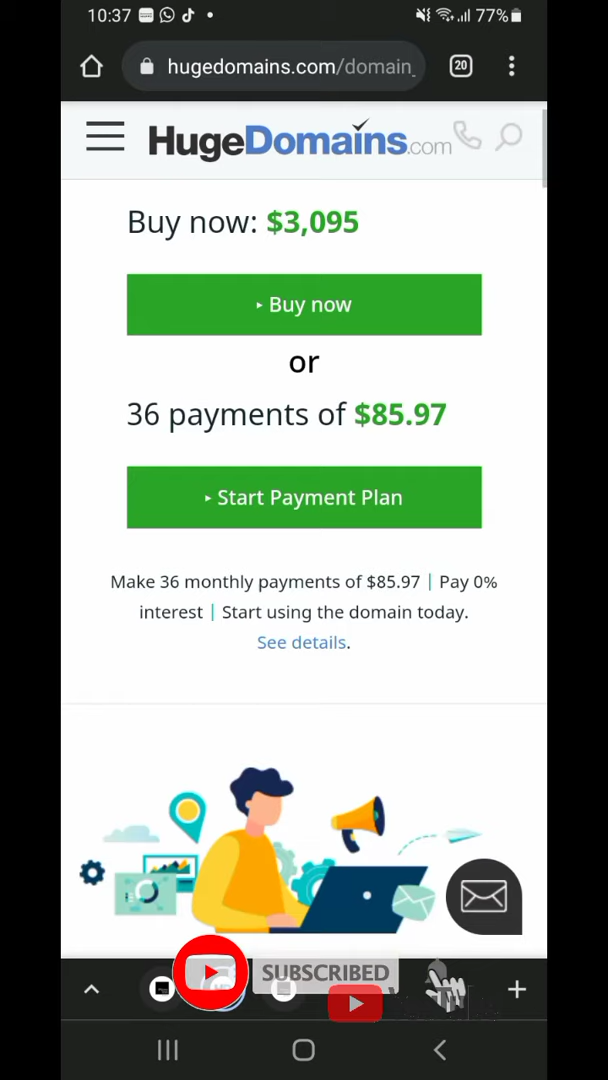 10:37
77%
hugedomains.com/domain_
20
HugeDomains.com
Buy now: $3,095
▸ Buy now
or
36 payments of $85.97
▸ Start Payment Plan
Make 36 monthly payments of $85.97 | Pay 0%
interest | Start using the domain today.
See details.
SUBSCRIBED